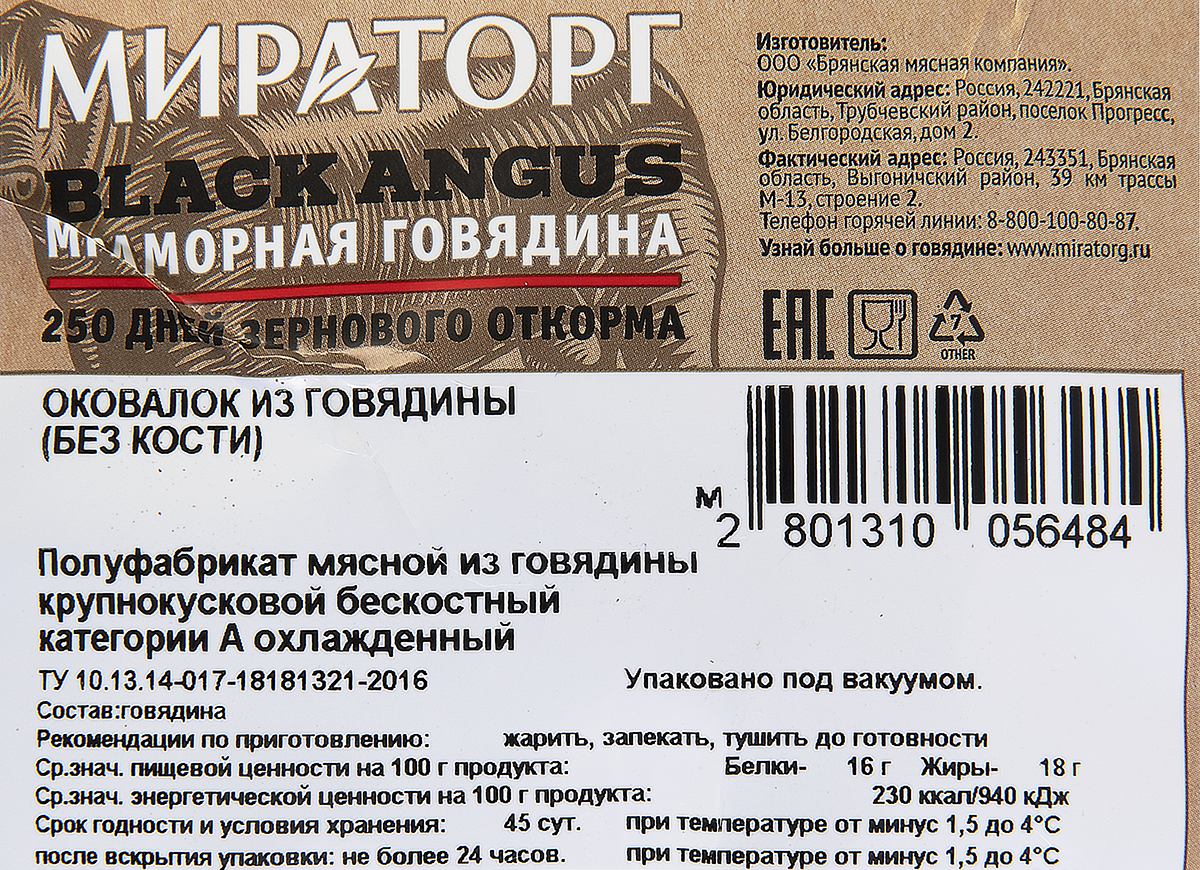 МИРАТОРГ
BLACK ANGUS
МРАМОРНАЯ ГОВЯДИНА
250 ДНЕЙ ЗЕРНОВОГО ОТКОРМА
Изготовитель:
ООО «Брянская мясная компания».
Юридический адрес: Россия, 242221, Брянская
область, Трубчевский район, поселок Прогресс,
ул. Белгородская, дом 2.
Фактический адрес: Россия, 243351, Брянская
область, Выгоничский район, 39 км трассы
М-13, строение 2.
Телефон горячей линии: 8-800-100-80-87.
Узнай больше о говядине: www.miratorg.ru
EAC
7
OTHER
ОКОВАЛОК ИЗ ГОВЯДИНЫ
(БЕЗ КОСТИ)
М
2 801310 056484
Полуфабрикат мясной из говядины
крупнокусковой бескостный
категории А охлажденный
ТУ 10.13.14-017-18181321-2016 Упаковано под вакуумом.
Состав:говядина
Рекомендации по приготовлению: жарить, запекать, тушить до готовности
Ср.знач. пищевой ценности на 100 г продукта: Белки- 16 г Жиры- 18 г
Ср.знач. энергетической ценности на 100 г продукта: 230 ккал/940 кДж
Срок годности и условия хранения: 45 сут. при температуре от минус 1,5 до 4°С
после вскрытия упаковки: не более 24 часов. при температуре от минус 1,5 до 4°С